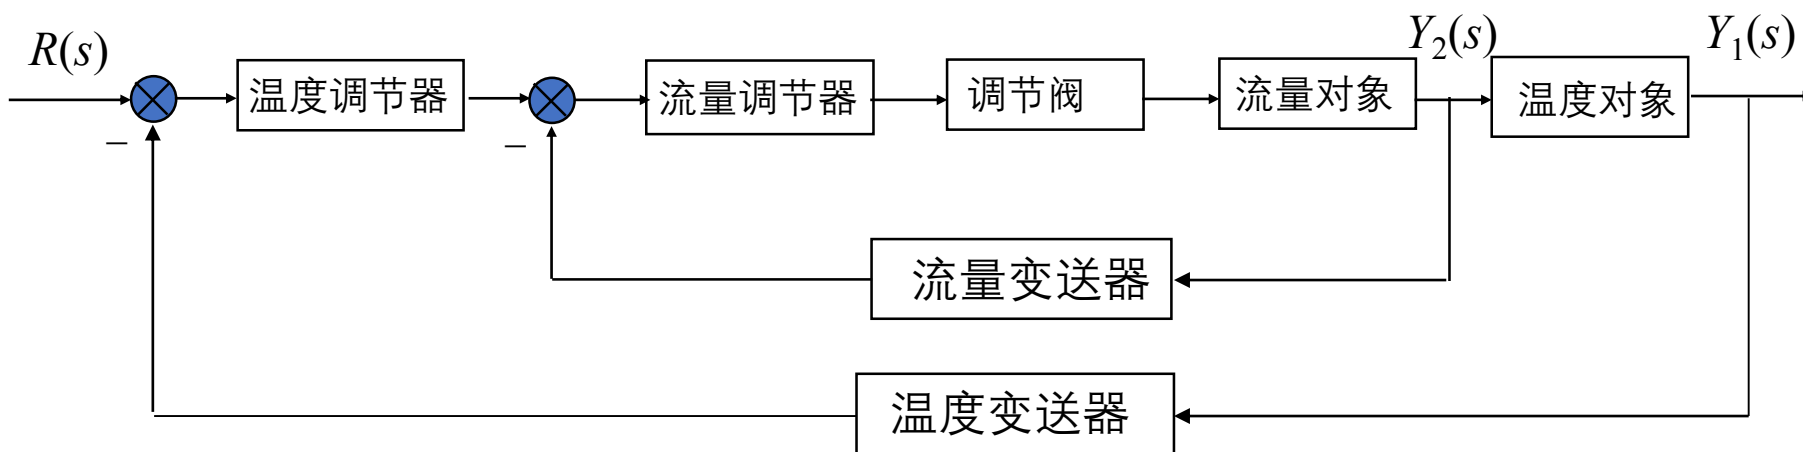 R(s)
Y₂(s)
Y₁(s)
温度调节器
流量调节器
调节阀
流量对象
温度对象
−
−
流量变送器
温度变送器